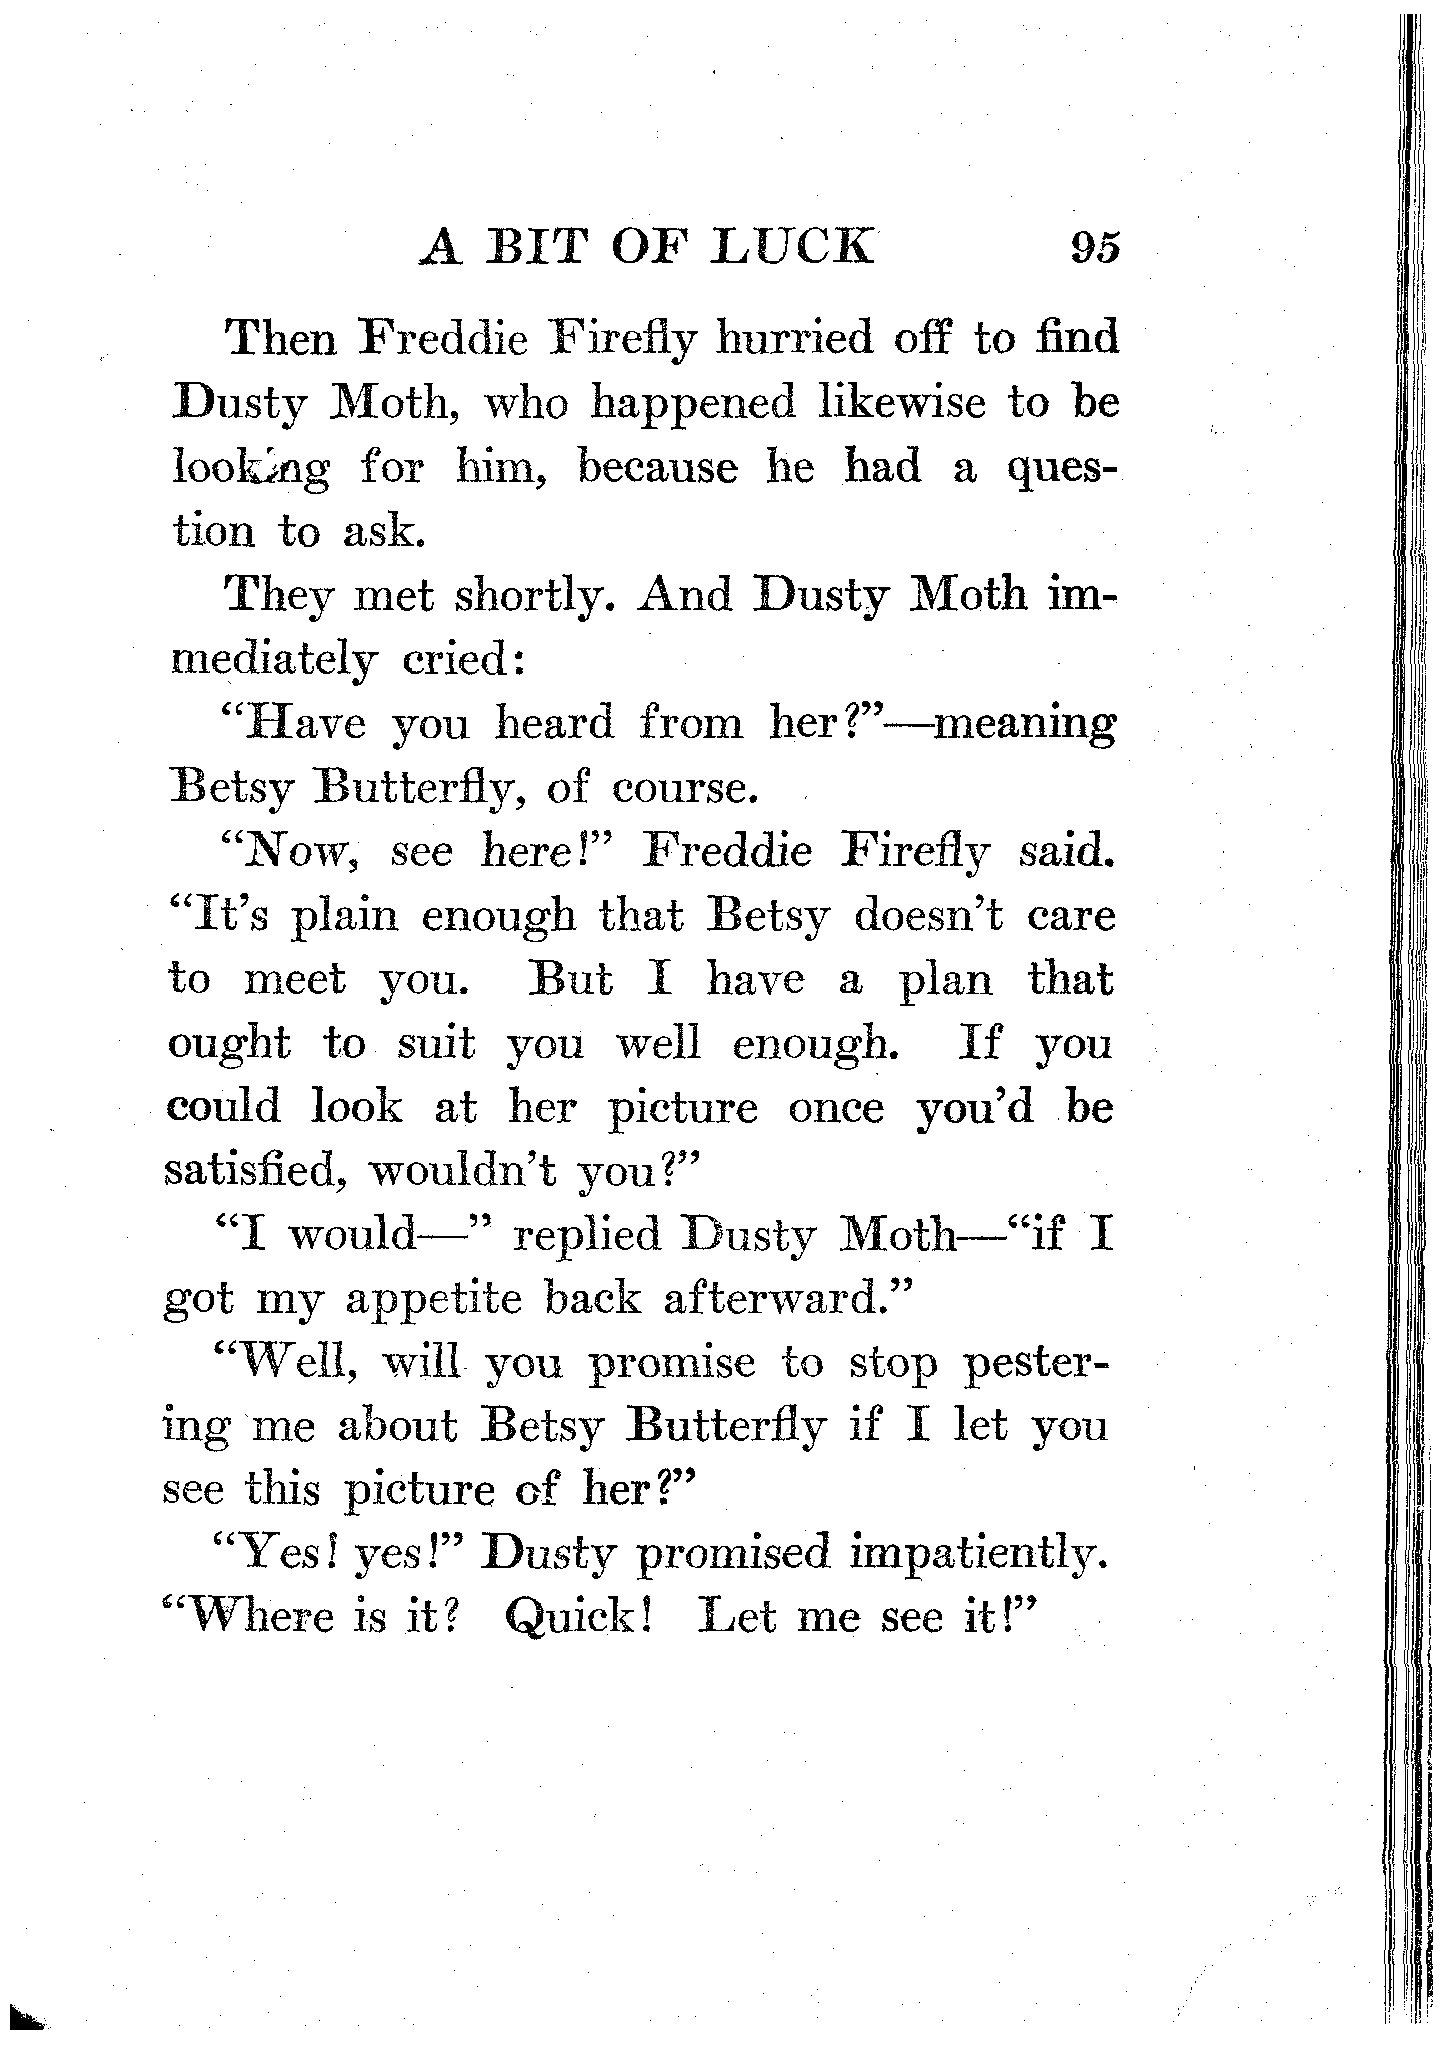 A BIT OF LUCK 95
Then Freddie Firefly hurried off to find
Dusty Moth, who happened likewise to be
looking for him, because he had a ques-
tion to ask.
They met shortly. And Dusty Moth im-
mediately cried:
“Have you heard from her?”—meaning
Betsy Butterfly, of course.
“Now, see here!” Freddie Firefly said.
“It’s plain enough that Betsy doesn’t care
to meet you. But I have a plan that
ought to suit you well enough. If you
could look at her picture once you’d be
satisfied, wouldn’t you?”
“I would—” replied Dusty Moth—“if I
got my appetite back afterward.”
“Well, will you promise to stop pester-
ing me about Betsy Butterfly if I let you
see this picture of her?”
“Yes! yes!” Dusty promised impatiently.
“Where is it? Quick! Let me see it!”